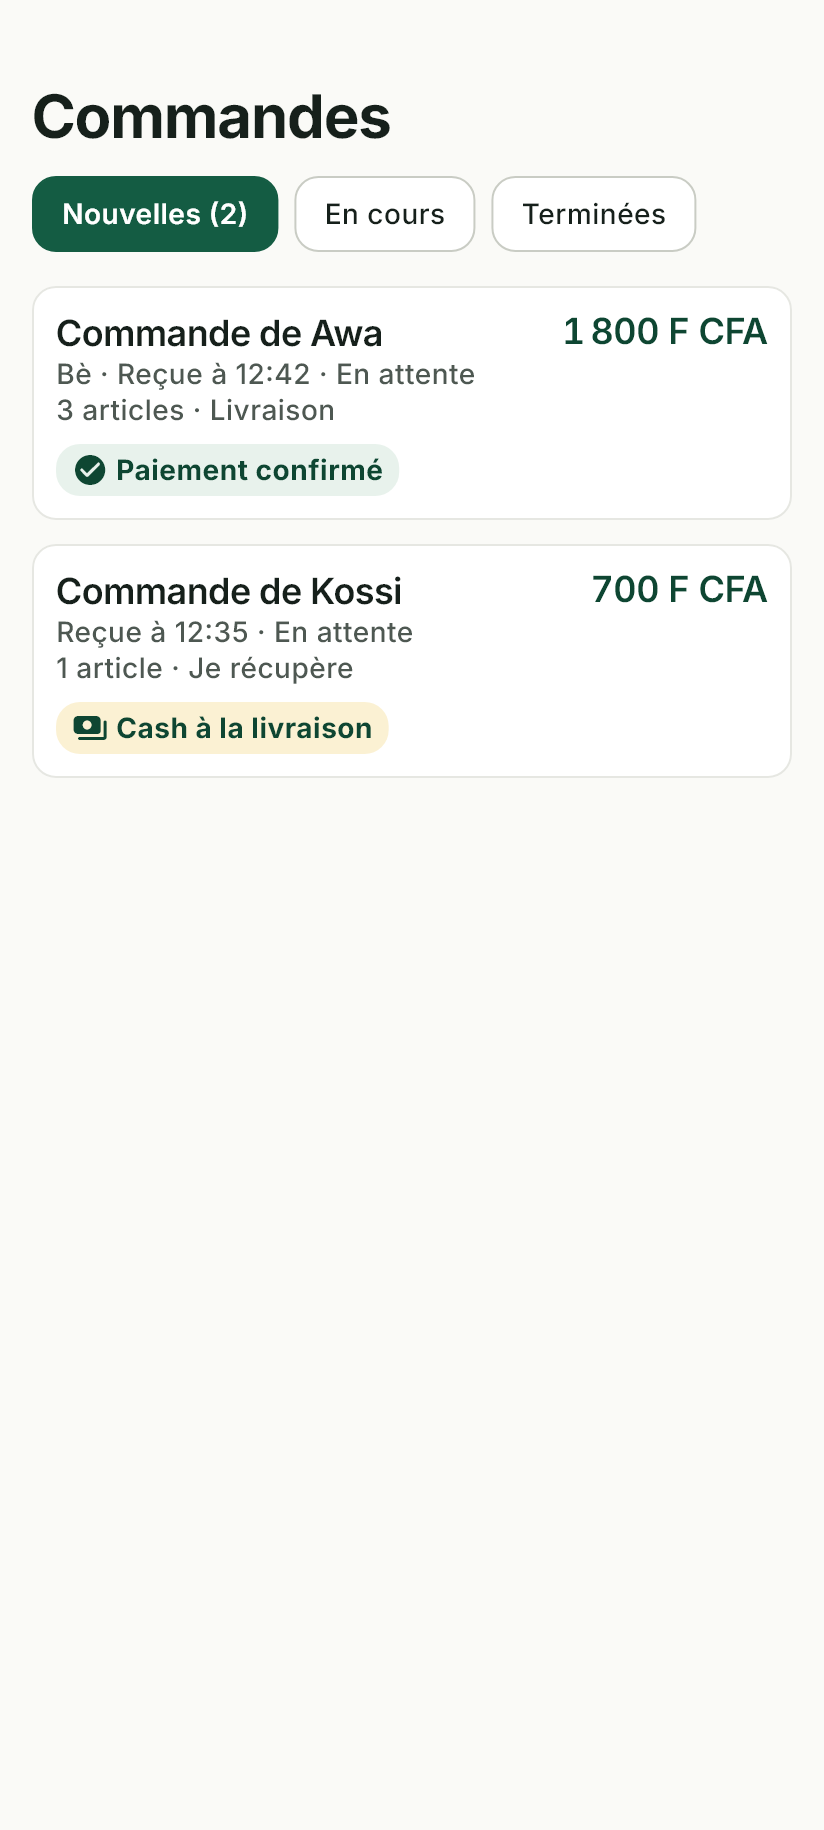 Commandes
Nouvelles (2)
En cours
Terminées
Commande de Awa
1 800 F CFA
Bè · Reçue à 12:42 · En attente
3 articles · Livraison
Paiement confirmé
Commande de Kossi
700 F CFA
Reçue à 12:35 · En attente
1 article · Je récupère
Cash à la livraison